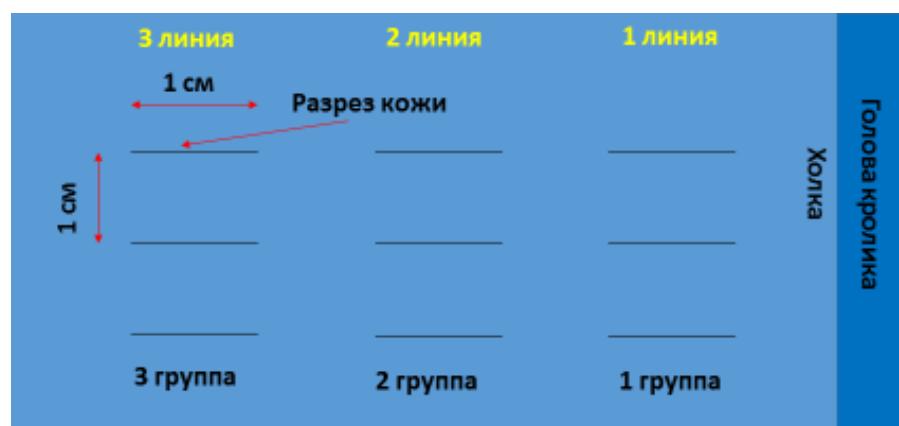 3 линия
2 линия
1 линия
1 см
Разрез кожи
1 см
Холка
Голова кролика
3 группа
2 группа
1 группа